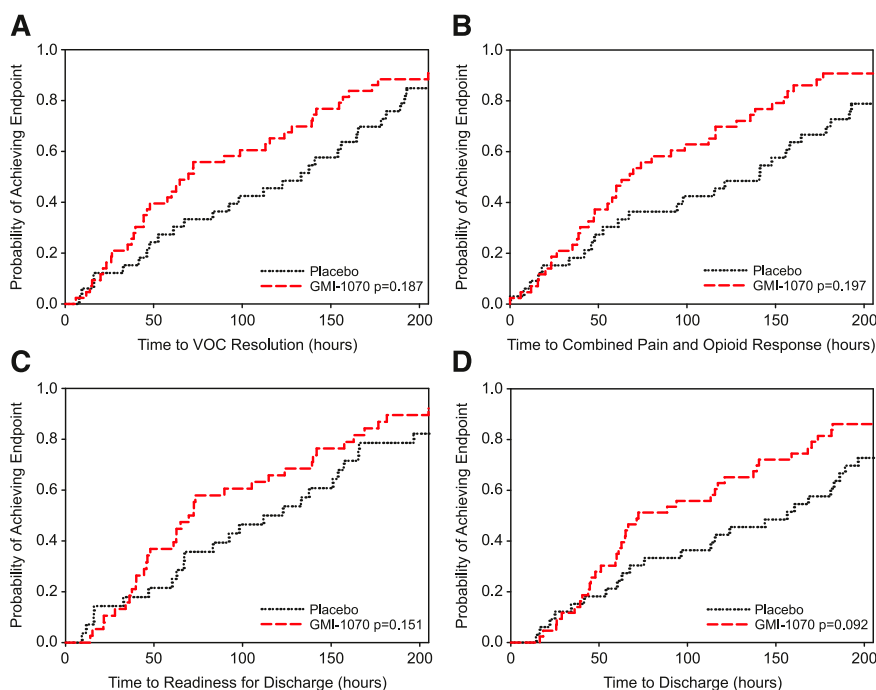 A
Probability of Achieving Endpoint
1.0
0.8
0.6
0.4
0.2
0.0
Placebo
GMI-1070 p=0.187
0 50 100 150 200
Time to VOC Resolution (hours)
B
Probability of Achieving Endpoint
1.0
0.8
0.6
0.4
0.2
0.0
Placebo
GMI-1070 p=0.197
0 50 100 150 200
Time to Combined Pain and Opioid Response (hours)
C
Probability of Achieving Endpoint
1.0
0.8
0.6
0.4
0.2
0.0
Placebo
GMI-1070 p=0.151
0 50 100 150 200
Time to Readiness for Discharge (hours)
D
Probability of Achieving Endpoint
1.0
0.8
0.6
0.4
0.2
0.0
Placebo
GMI-1070 p=0.092
0 50 100 150 200
Time to Discharge (hours)